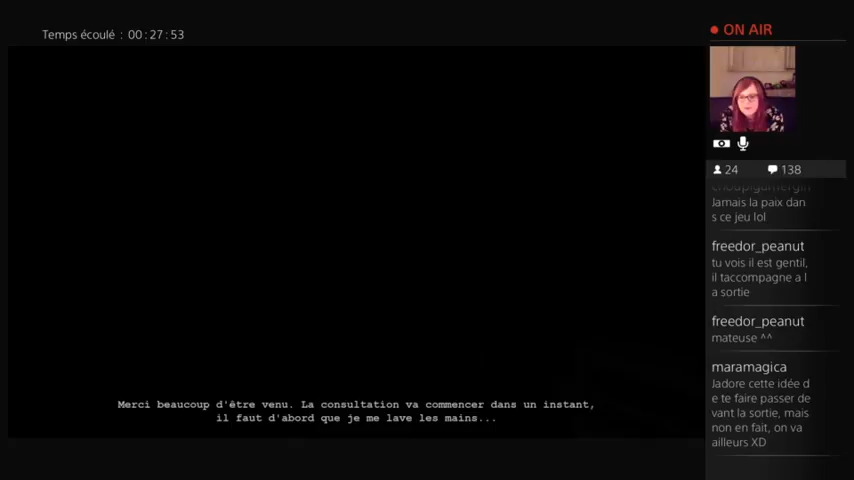 Temps écoulé : 00:27:53
ON AIR
24 138
Jamais la paix dan
s ce jeu lol
freedor_peanut
tu vois il est gentil,
il taccompagne a l
a sortie
freedor_peanut
mateuse ^^
maramagica
Jadore cette idée d
e te faire passer de
vant la sortie, mais
non en fait, on va
ailleurs XD
Merci beaucoup d'être venu. La consultation va commencer dans un instant,
il faut d'abord que je me lave les mains...